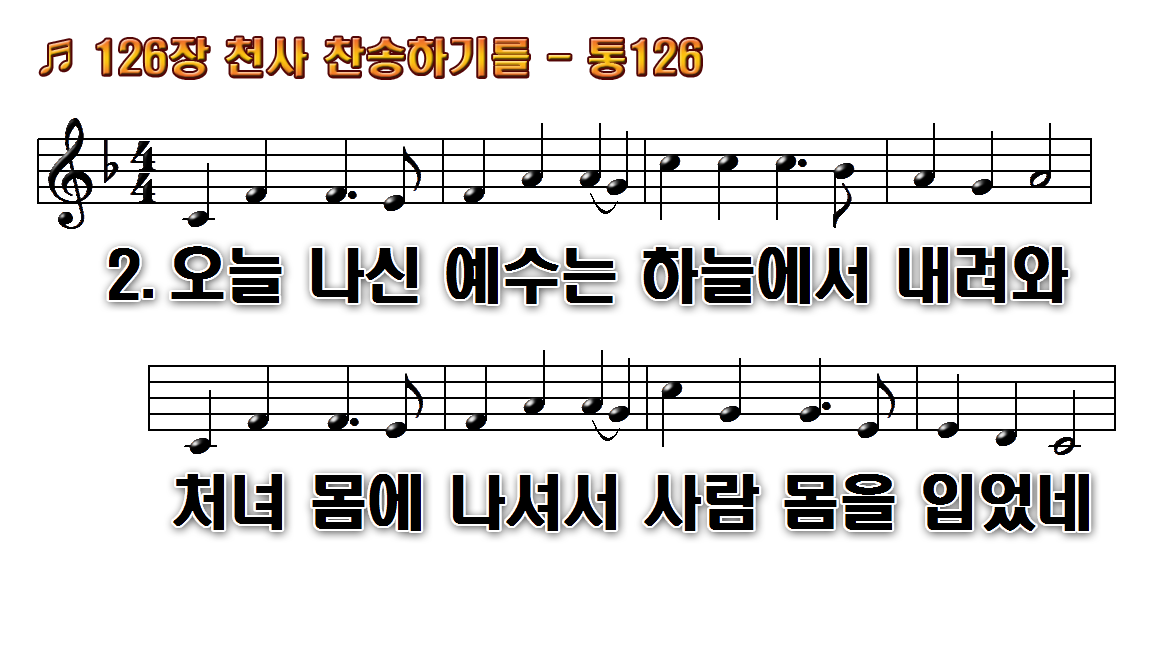 126장 천사 찬송하기를 - 통126
4
4
2. 오늘 나신 예수는 하늘에서 내려와
처녀 몸에 나셔서 사람 몸을 입었네